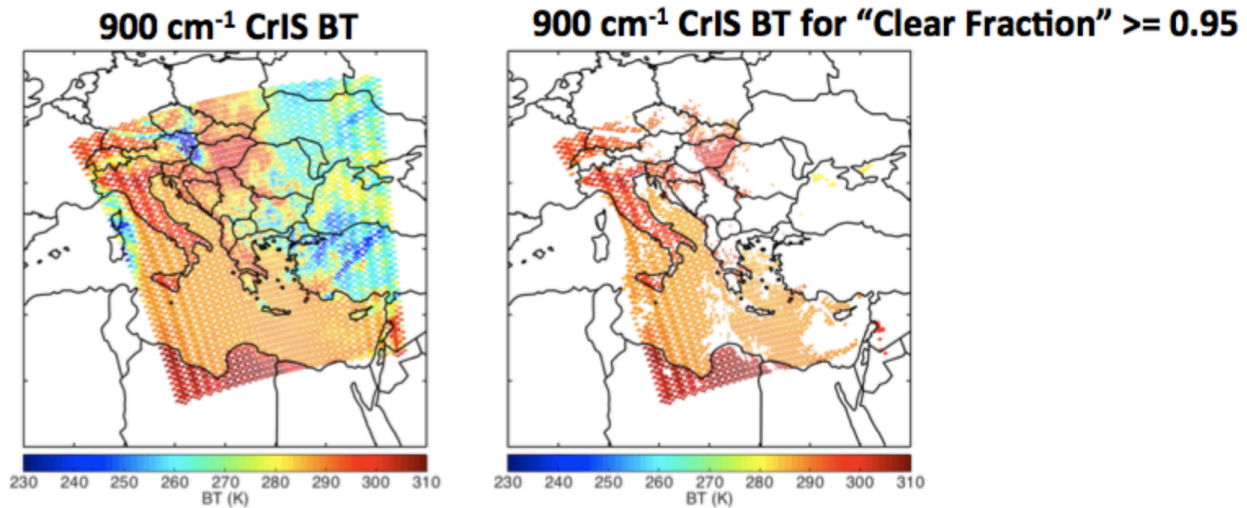 900 cm⁻¹ CrIS BT
900 cm⁻¹ CrIS BT for “Clear Fraction” >= 0.95
230 240 250 260 270 280 290 300 310
BT (K)
230 240 250 260 270 280 290 300 310
BT (K)